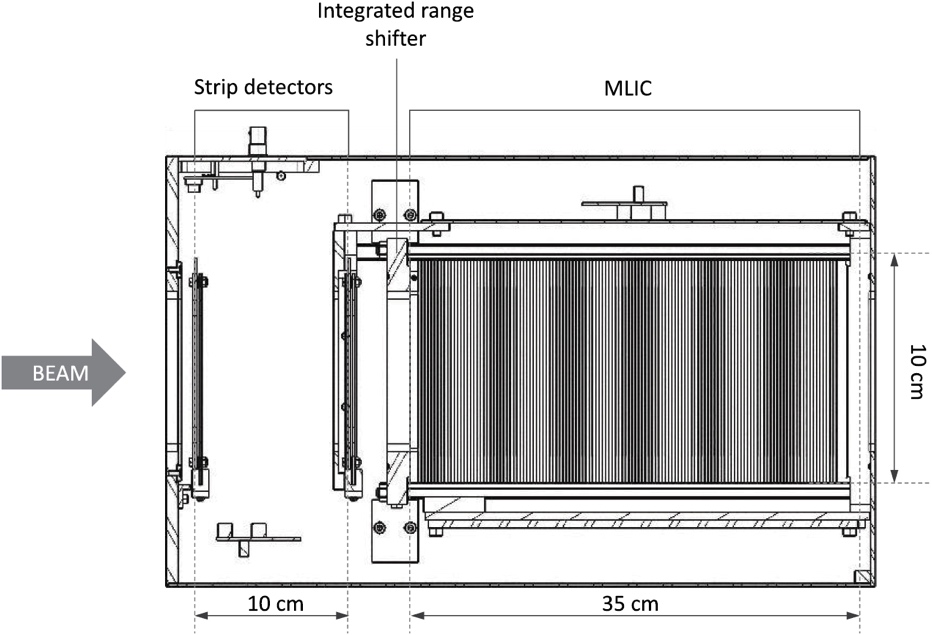 Integrated range
shifter
Strip detectors
MLIC
BEAM
10 cm
10 cm
35 cm